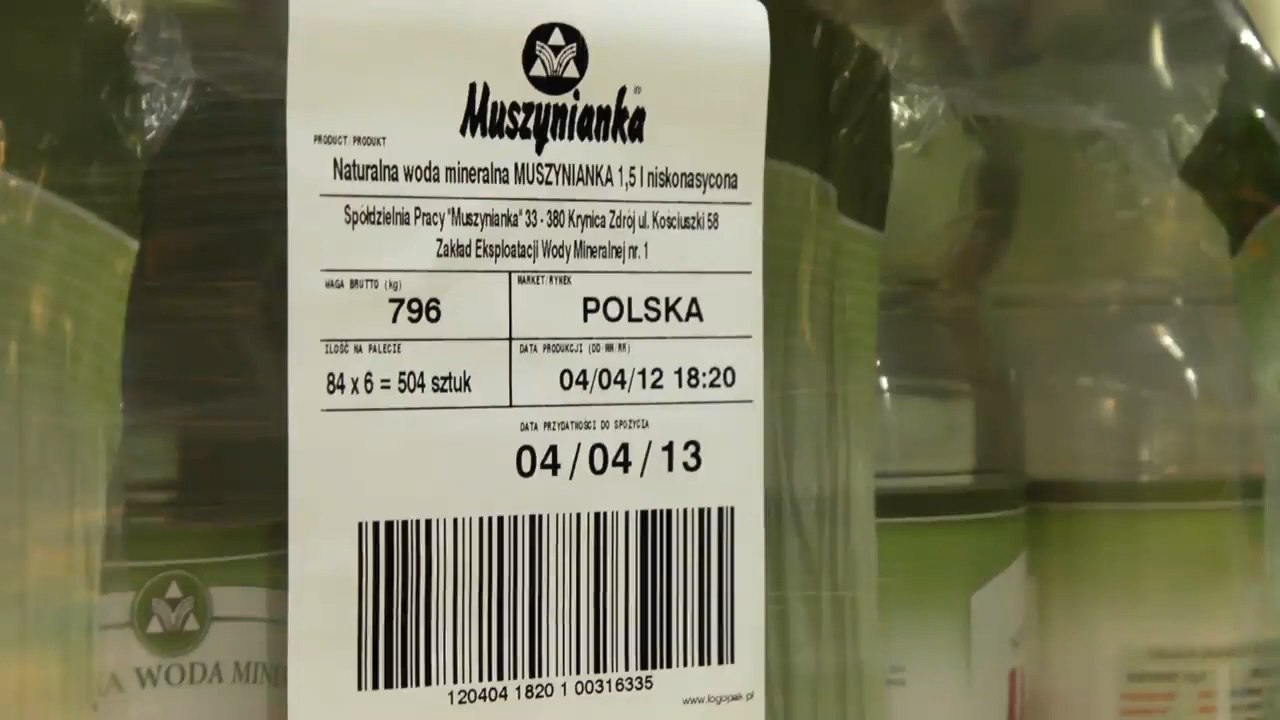 Muszynianka®
PRODUCT/PRODUKT
Naturalna woda mineralna MUSZYNIANKA 1,5 l niskonasycona
Spółdzielnia Pracy "Muszynianka" 33 - 380 Krynica Zdrój ul. Kościuszki 58
Zakład Eksploatacji Wody Mineralnej nr. 1
WAGA BRUTTO (kg)
796
MARKET/RYNEK
POLSKA
ILOŚĆ NA PALECIE
84 x 6 = 504 sztuk
DATA PRODUKCJI (DD/MM/RR)
04/04/12 18:20
DATA PRZYDATNOŚCI DO SPOŻYCIA
04/04/13
120404 1820 1 00316335
www.logopak.pl
A WODA MIN